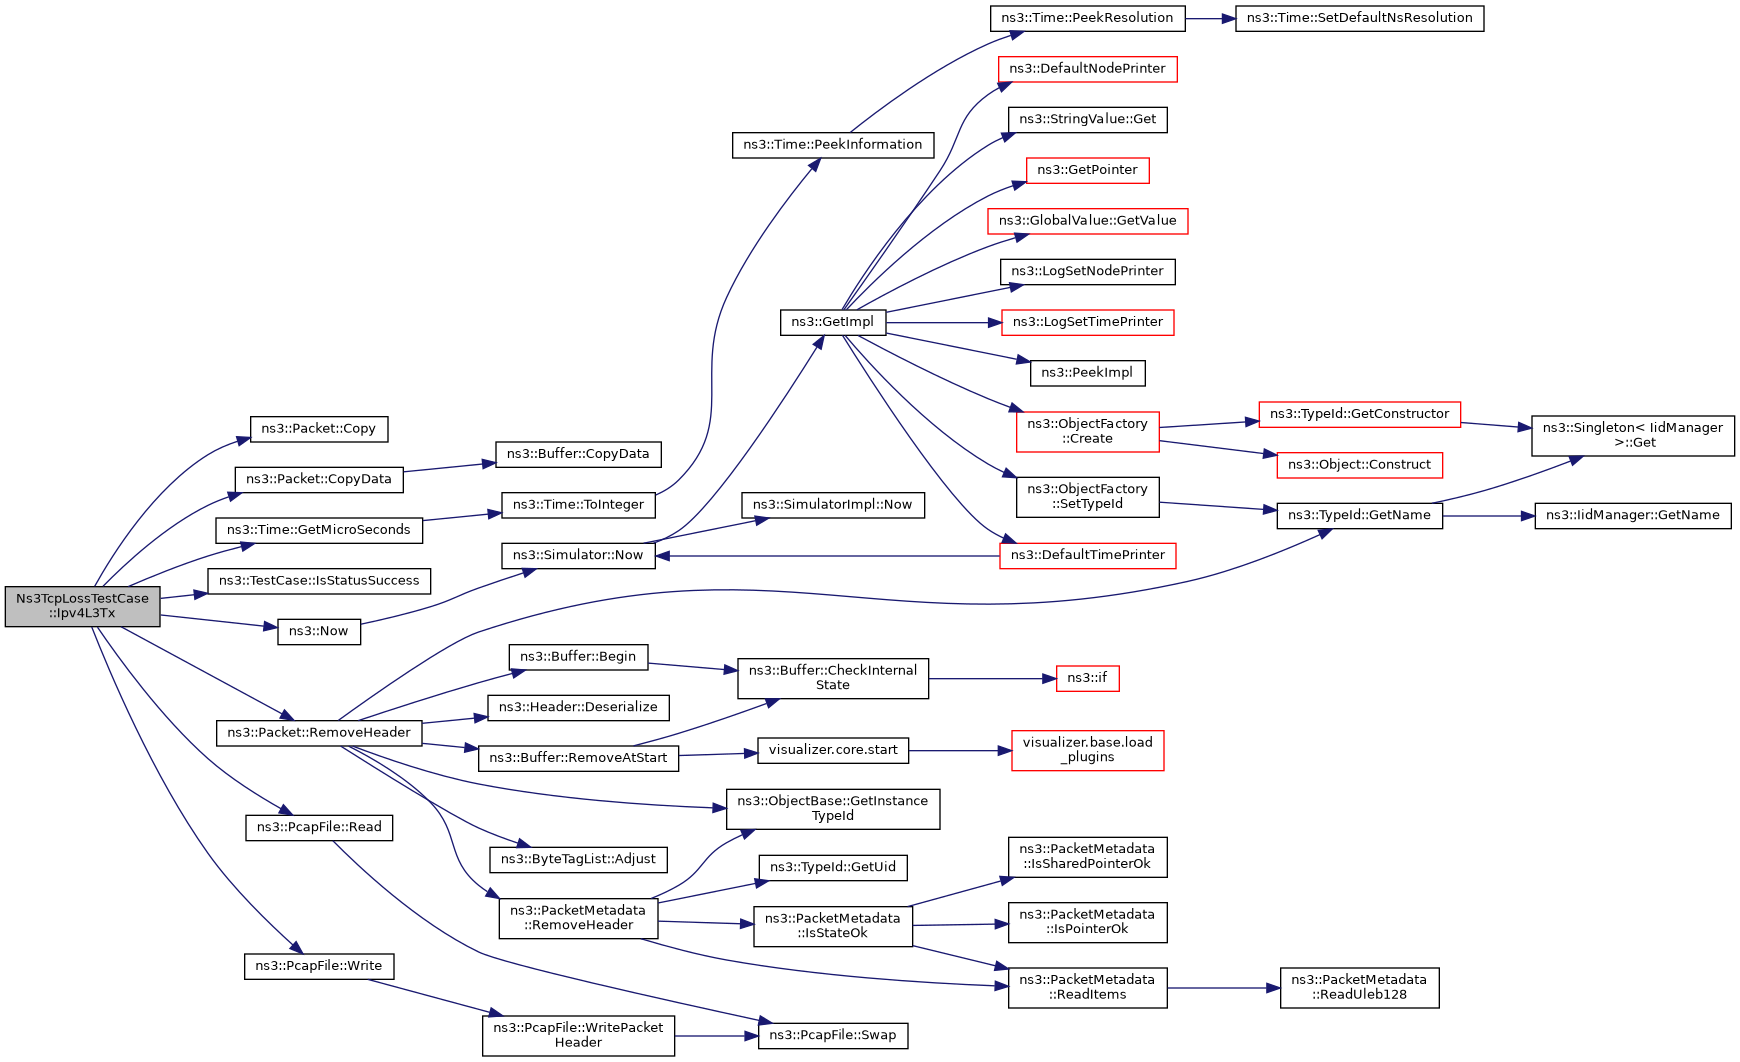 ns3::Time::PeekResolution
ns3::Time::SetDefaultNsResolution
ns3::DefaultNodePrinter
ns3::StringValue::Get
ns3::Time::PeekInformation
ns3::GetPointer
ns3::GlobalValue::GetValue
ns3::LogSetNodePrinter
ns3::GetImpl
ns3::LogSetTimePrinter
ns3::PeekImpl
ns3::Packet::Copy
ns3::ObjectFactory
::Create
ns3::TypeId::GetConstructor
ns3::Singleton< IidManager
>::Get
ns3::Buffer::CopyData
ns3::Object::Construct
ns3::Packet::CopyData
ns3::Time::ToInteger
ns3::SimulatorImpl::Now
ns3::ObjectFactory
::SetTypeId
ns3::TypeId::GetName
ns3::IidManager::GetName
ns3::Time::GetMicroSeconds
ns3::Simulator::Now
ns3::DefaultTimePrinter
ns3::TestCase::IsStatusSuccess
Ns3TcpLossTestCase
::Ipv4L3Tx
ns3::Now
ns3::Buffer::Begin
ns3::Buffer::CheckInternal
State
ns3::if
ns3::Header::Deserialize
ns3::Packet::RemoveHeader
ns3::Buffer::RemoveAtStart
visualizer.core.start
visualizer.base.load
_plugins
ns3::ObjectBase::GetInstance
TypeId
ns3::PcapFile::Read
ns3::ByteTagList::Adjust
ns3::TypeId::GetUid
ns3::PacketMetadata
::IsSharedPointerOk
ns3::PacketMetadata
::RemoveHeader
ns3::PacketMetadata
::IsStateOk
ns3::PacketMetadata
::IsPointerOk
ns3::PcapFile::Write
ns3::PacketMetadata
::ReadItems
ns3::PacketMetadata
::ReadUleb128
ns3::PcapFile::WritePacket
Header
ns3::PcapFile::Swap